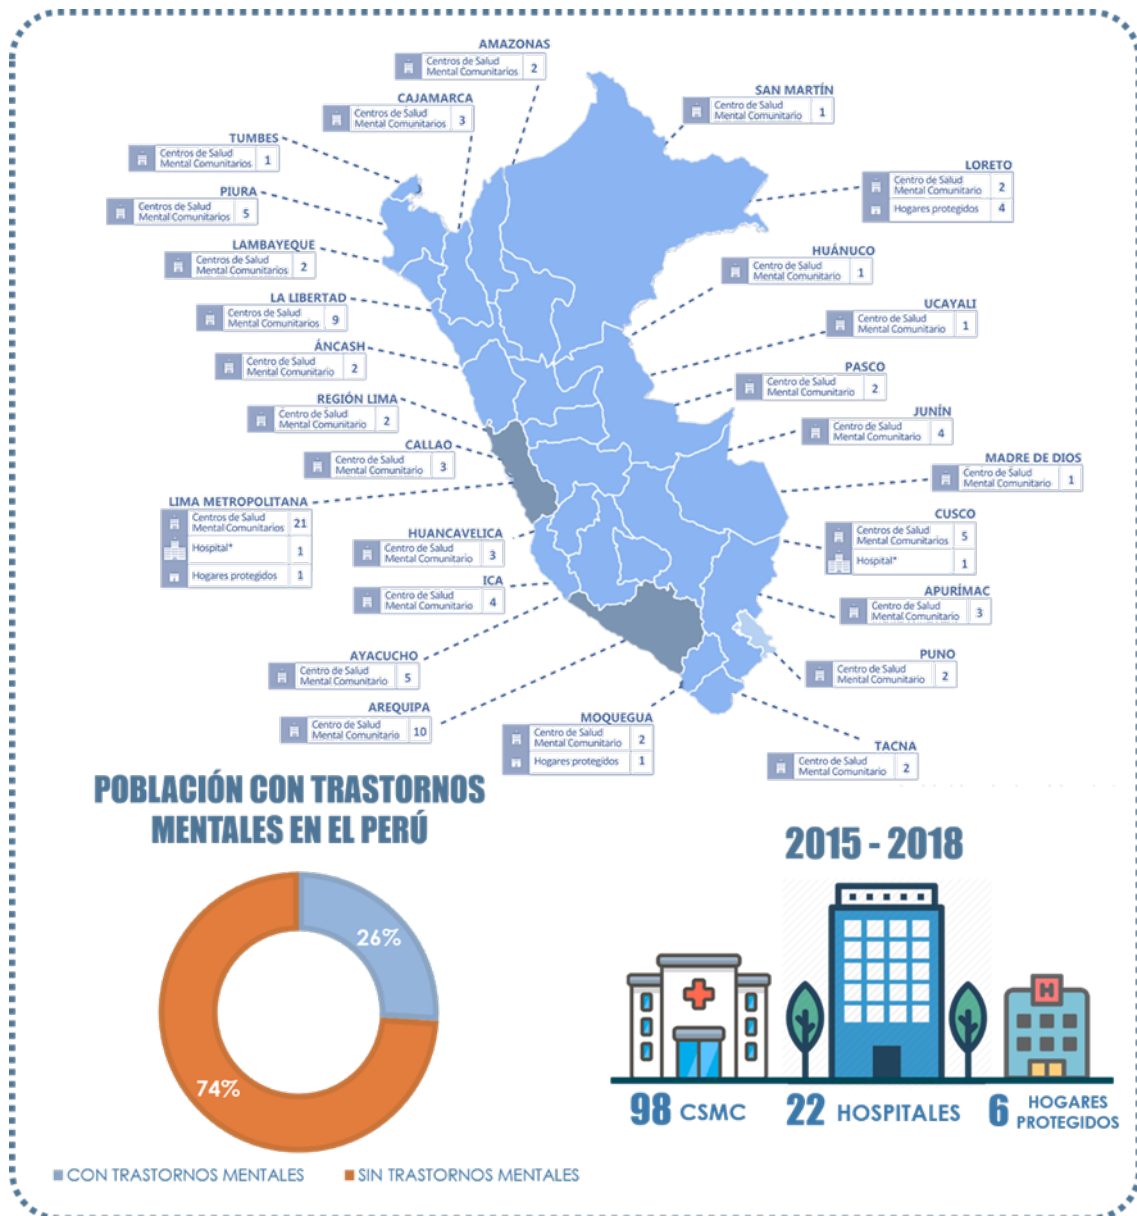 AMAZONAS
Centros de Salud
Mental Comunitarios
2
CAJAMARCA
Centros de Salud
Mental Comunitarios
3
TUMBES
Centros de Salud
Mental Comunitarios
1
PIURA
Centros de Salud
Mental Comunitarios
5
LAMBAYEQUE
Centros de Salud
Mental Comunitarios
2
LA LIBERTAD
Centros de Salud
Mental Comunitarios
9
ÁNCASH
Centro de Salud
Mental Comunitario
2
REGIÓN LIMA
Centro de Salud
Mental Comunitario
2
CALLAO
Centro de Salud
Mental Comunitario
3
LIMA METROPOLITANA
Centros de Salud
Mental Comunitarios
21
Hospital*
1
Hogares protegidos
1
HUANCAVELICA
Centro de Salud
Mental Comunitario
3
ICA
Centro de Salud
Mental Comunitario
4
AYACUCHO
Centro de Salud
Mental Comunitario
5
AREQUIPA
Centro de Salud
Mental Comunitario
10
MOQUEGUA
Centro de Salud
Mental Comunitario
2
Hogares protegidos
1
SAN MARTÍN
Centro de Salud
Mental Comunitario
1
LORETO
Centro de Salud
Mental Comunitario
2
Hogares protegidos
4
HUÁNUCO
Centro de Salud
Mental Comunitario
1
UCAYALI
Centro de Salud
Mental Comunitario
1
PASCO
Centro de Salud
Mental Comunitario
2
JUNÍN
Centro de Salud
Mental Comunitario
4
MADRE DE DIOS
Centro de Salud
Mental Comunitario
1
CUSCO
Centros de Salud
Mental Comunitarios
5
Hospital*
1
APURÍMAC
Centro de Salud
Mental Comunitario
3
PUNO
Centro de Salud
Mental Comunitario
2
TACNA
Centro de Salud
Mental Comunitario
2
POBLACIÓN CON TRASTORNOS
MENTALES EN EL PERÚ
26%
74%
CON TRASTORNOS MENTALES
SIN TRASTORNOS MENTALES
2015 - 2018
H
98 CSMC
22 HOSPITALES
6 HOGARES
PROTEGIDOS